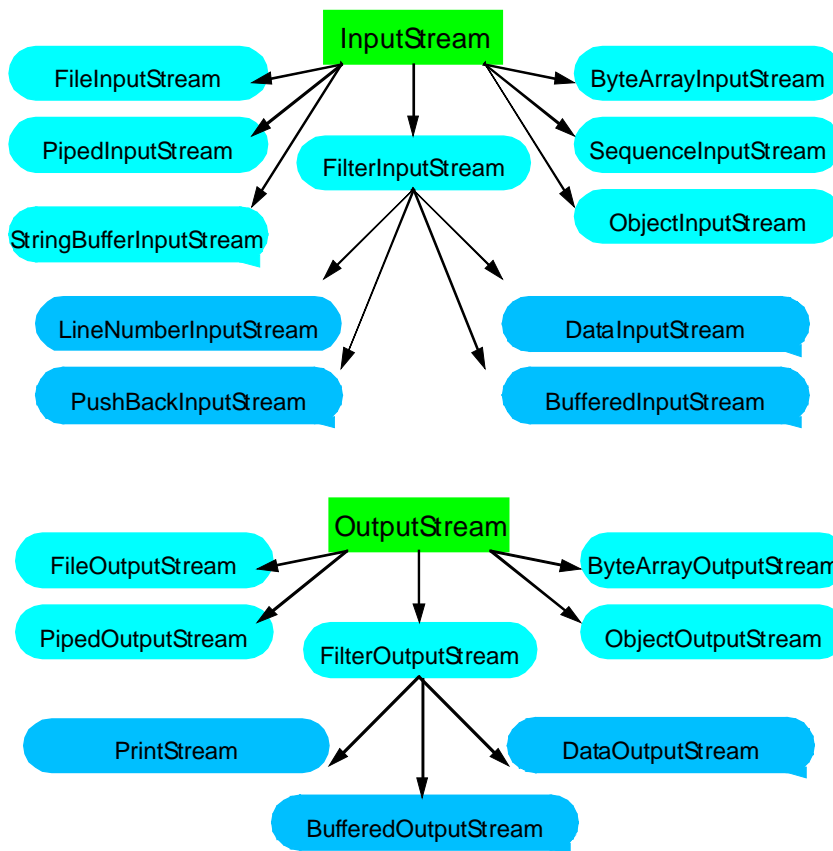 InputStream
FileInputStream
ByteArrayInputStream
PipedInputStream
SequenceInputStream
FilterInputStream
StringBufferInputStream
ObjectInputStream
LineNumberInputStream
DataInputStream
PushBackInputStream
BufferedInputStream
OutputStream
FileOutputStream
ByteArrayOutputStream
PipedOutputStream
ObjectOutputStream
FilterOutputStream
PrintStream
DataOutputStream
BufferedOutputStream